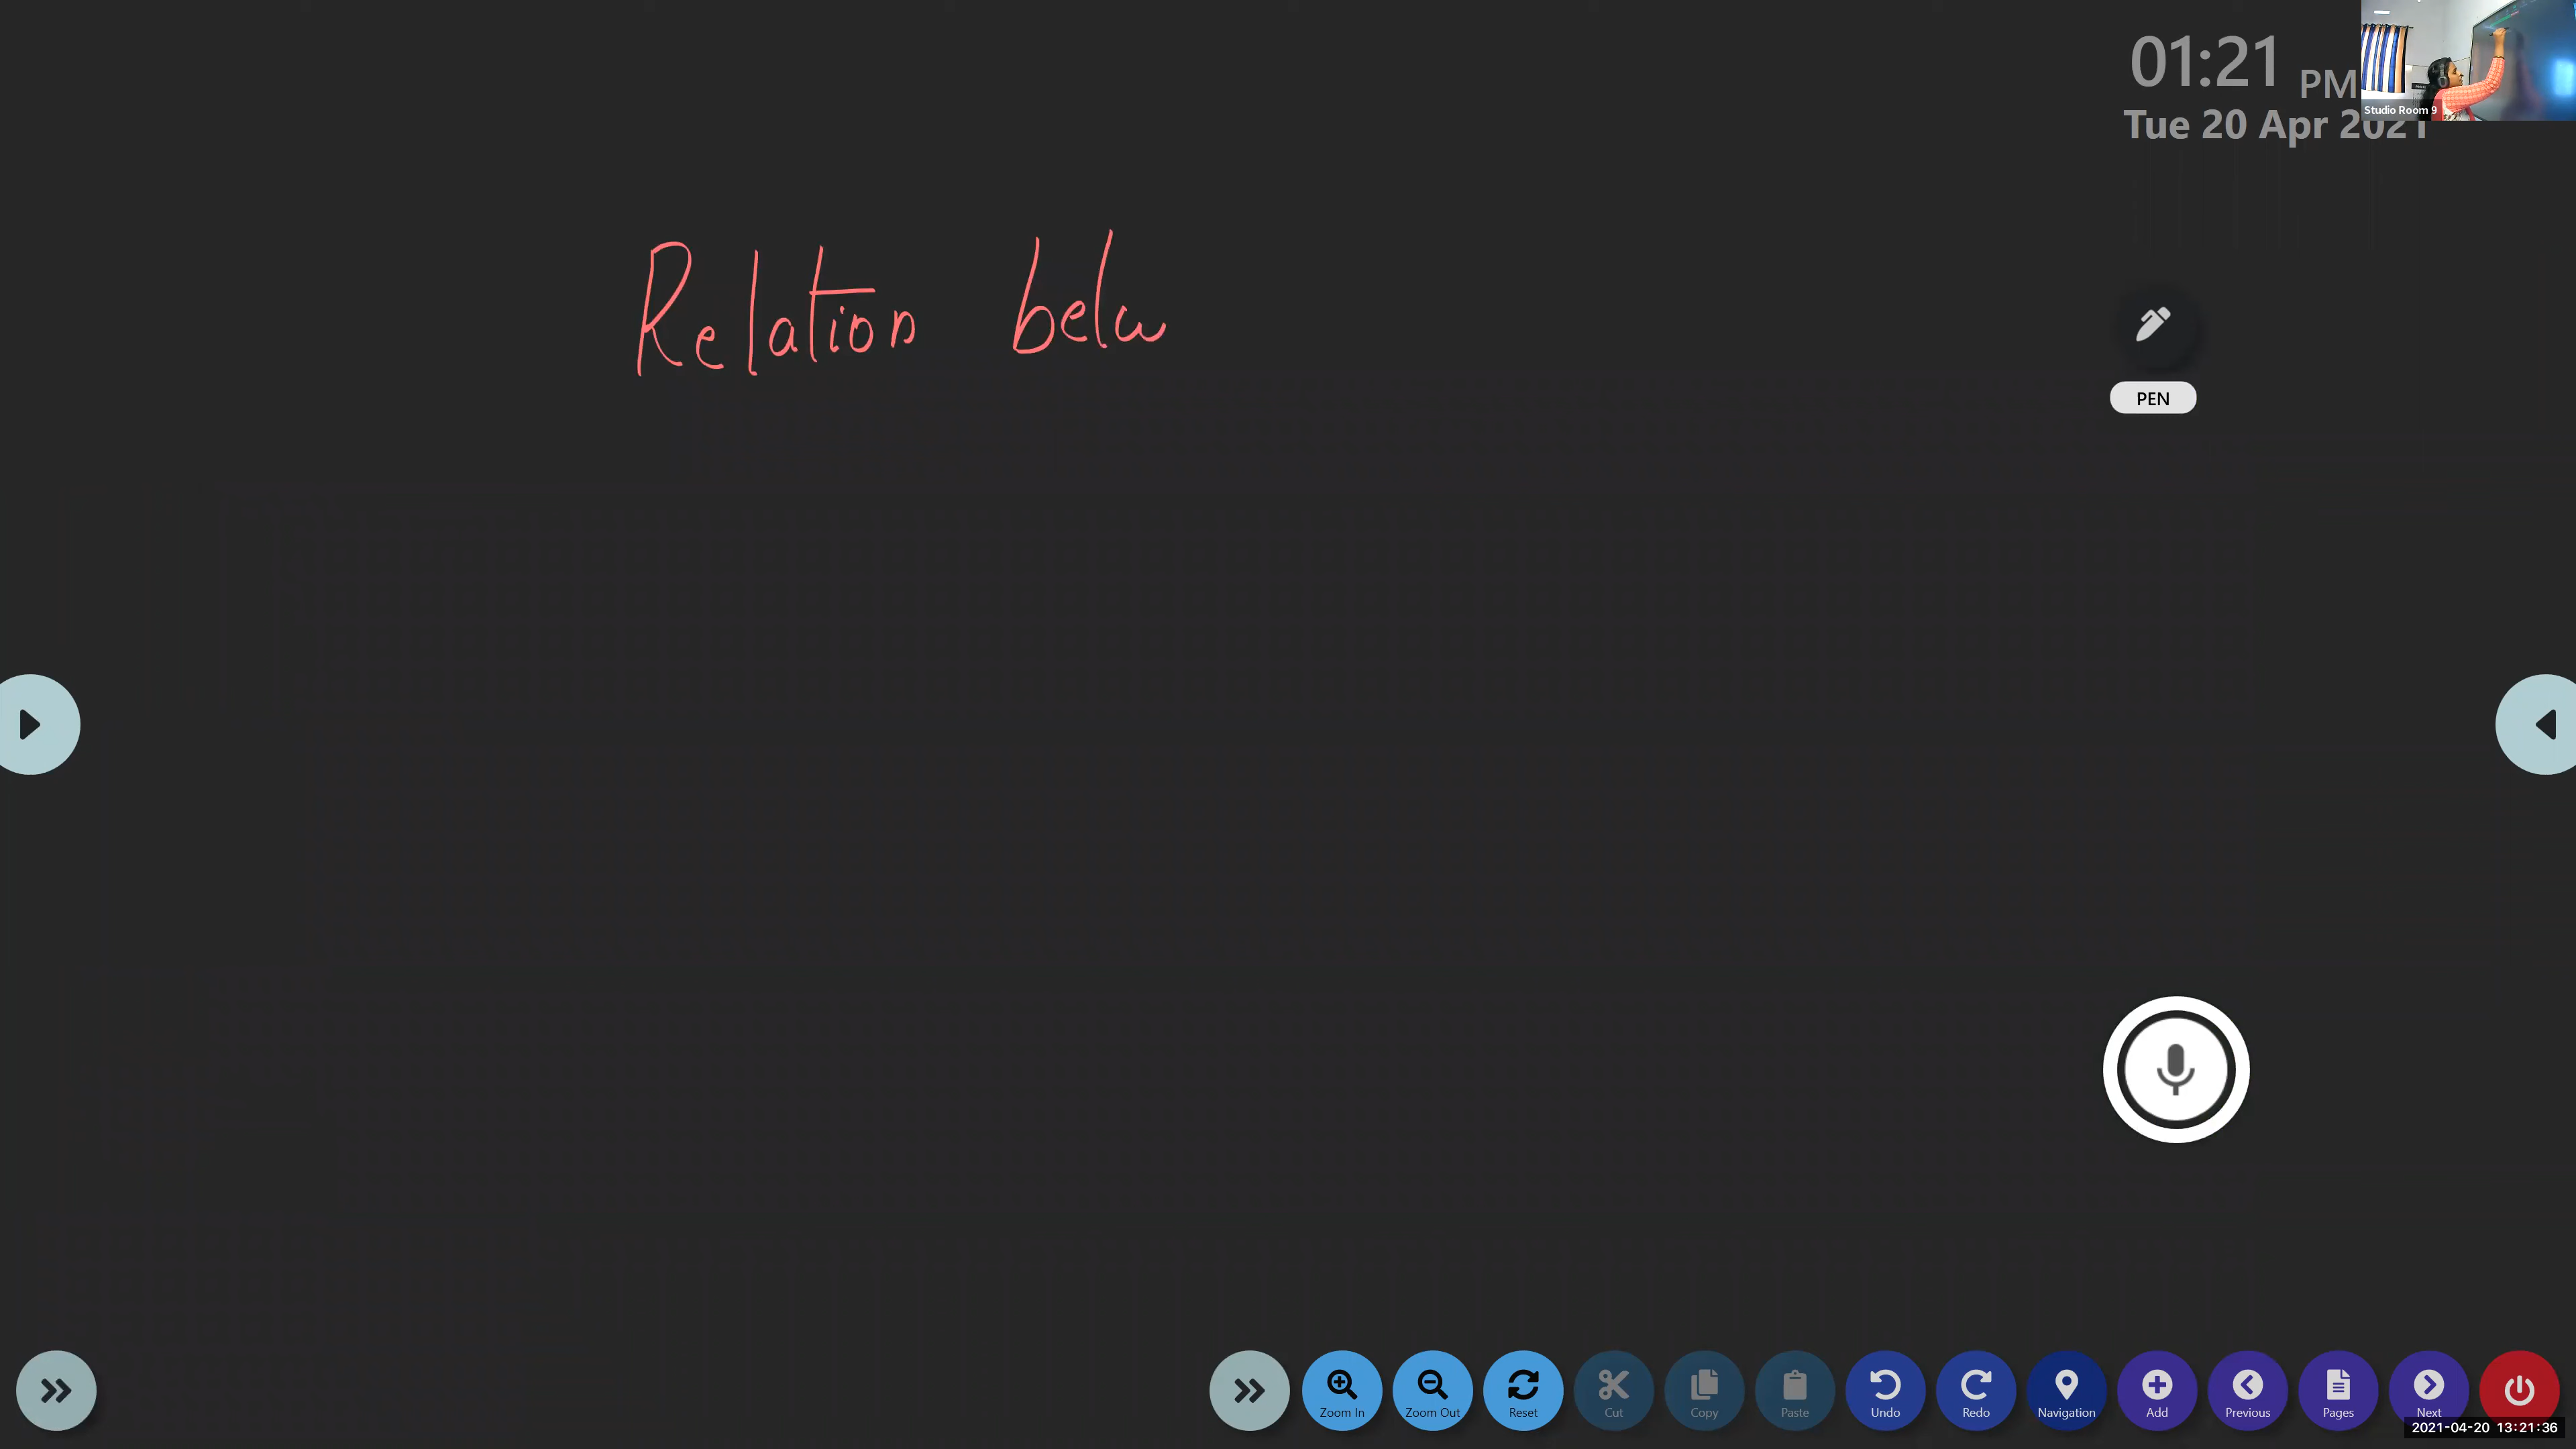 01:21 PM
Studio Room 9
Tue 20 Apr 2021
Relation belw
PEN
Zoom In
Zoom Out
Reset
Cut
Copy
Paste
Undo
Redo
Navigation
Add
Previous
Pages
Next
2021-04-20 13:21:36